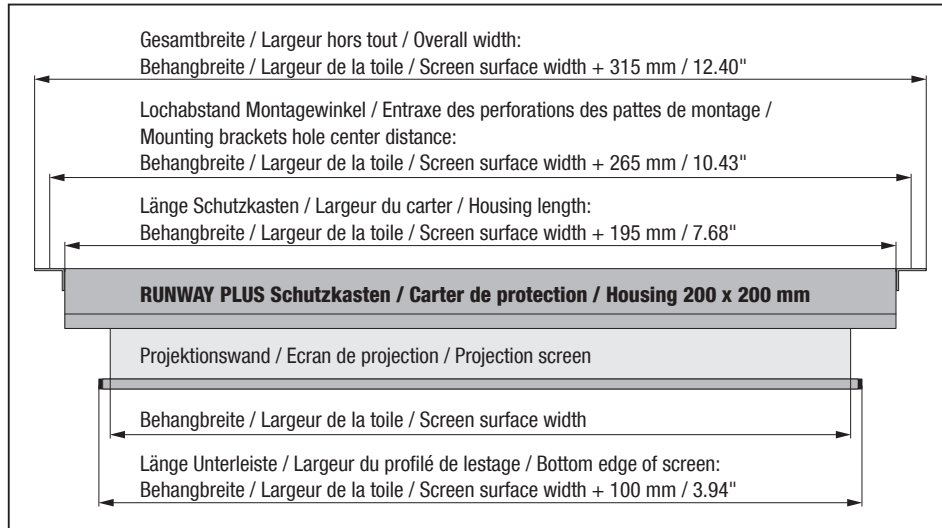 Gesamtbreite / Largeur hors tout / Overall width:
Behangbreite / Largeur de la toile / Screen surface width + 315 mm / 12.40"
Lochabstand Montagewinkel / Entraxe des perforations des pattes de montage /
Mounting brackets hole center distance:
Behangbreite / Largeur de la toile / Screen surface width + 265 mm / 10.43"
Länge Schutzkasten / Largeur du carter / Housing length:
Behangbreite / Largeur de la toile / Screen surface width + 195 mm / 7.68"
RUNWAY PLUS Schutzkasten / Carter de protection / Housing 200 x 200 mm
Projektionswand / Ecran de projection / Projection screen
Behangbreite / Largeur de la toile / Screen surface width
Länge Unterleiste / Largeur du profilé de lestage / Bottom edge of screen:
Behangbreite / Largeur de la toile / Screen surface width + 100 mm / 3.94"